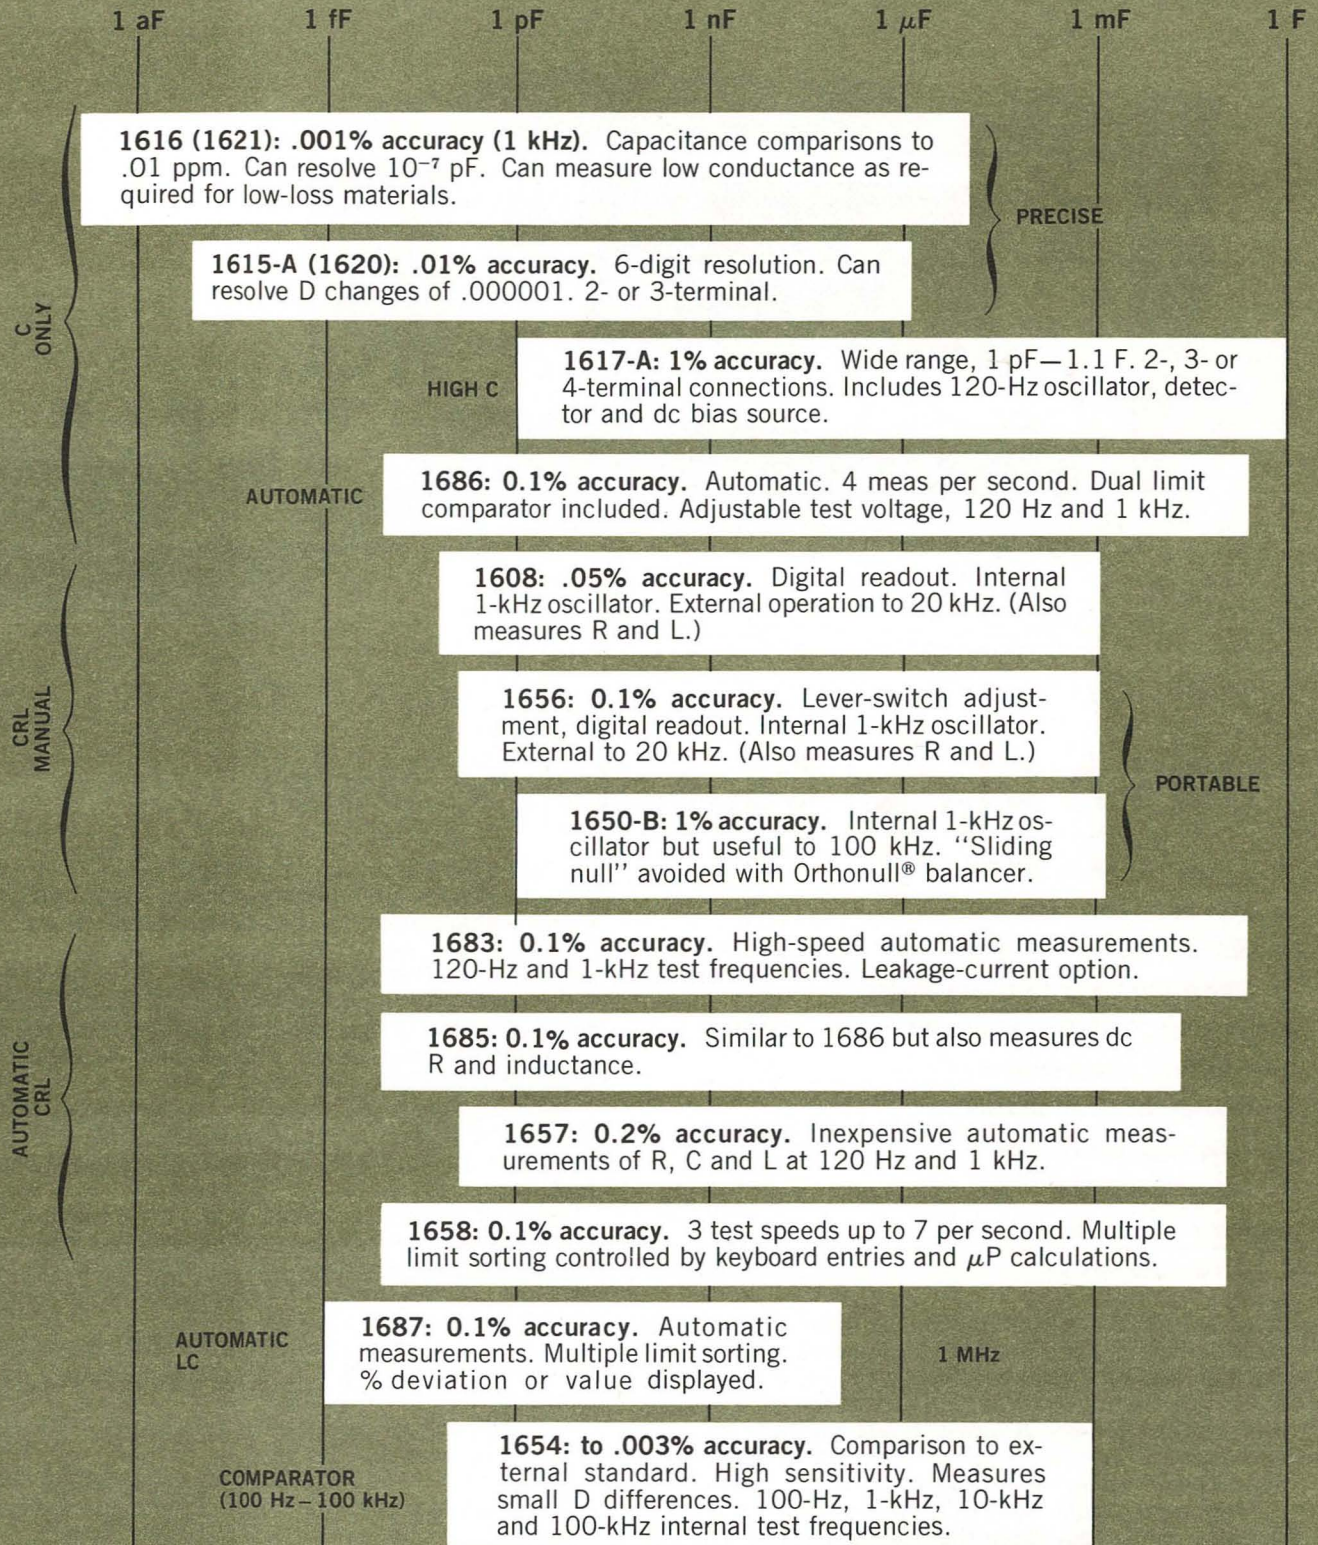 1 aF 1 fF 1 pF 1 nF 1 μF 1 mF 1 F
C
ONLY
1616 (1621): .001% accuracy (1 kHz). Capacitance comparisons to
.01 ppm. Can resolve 10⁻⁷ pF. Can measure low conductance as re-
quired for low-loss materials.
PRECISE
1615-A (1620): .01% accuracy. 6-digit resolution. Can
resolve D changes of .000001. 2- or 3-terminal.
HIGH C
1617-A: 1% accuracy. Wide range, 1 pF—1.1 F. 2-, 3- or
4-terminal connections. Includes 120-Hz oscillator, detec-
tor and dc bias source.
AUTOMATIC
1686: 0.1% accuracy. Automatic. 4 meas per second. Dual limit
comparator included. Adjustable test voltage, 120 Hz and 1 kHz.
CRL
MANUAL
1608: .05% accuracy. Digital readout. Internal
1-kHz oscillator. External operation to 20 kHz. (Also
measures R and L.)
1656: 0.1% accuracy. Lever-switch adjust-
ment, digital readout. Internal 1-kHz oscillator.
External to 20 kHz. (Also measures R and L.)
PORTABLE
1650-B: 1% accuracy. Internal 1-kHz os-
cillator but useful to 100 kHz. “Sliding
null” avoided with Orthonull® balancer.
AUTOMATIC
CRL
1683: 0.1% accuracy. High-speed automatic measurements.
120-Hz and 1-kHz test frequencies. Leakage-current option.
1685: 0.1% accuracy. Similar to 1686 but also measures dc
R and inductance.
1657: 0.2% accuracy. Inexpensive automatic meas-
urements of R, C and L at 120 Hz and 1 kHz.
1658: 0.1% accuracy. 3 test speeds up to 7 per second. Multiple
limit sorting controlled by keyboard entries and μP calculations.
AUTOMATIC
LC
1687: 0.1% accuracy. Automatic
measurements. Multiple limit sorting.
% deviation or value displayed.
1 MHz
COMPARATOR
(100 Hz–100 kHz)
1654: to .003% accuracy. Comparison to ex-
ternal standard. High sensitivity. Measures
small D differences. 100-Hz, 1-kHz, 10-kHz
and 100-kHz internal test frequencies.